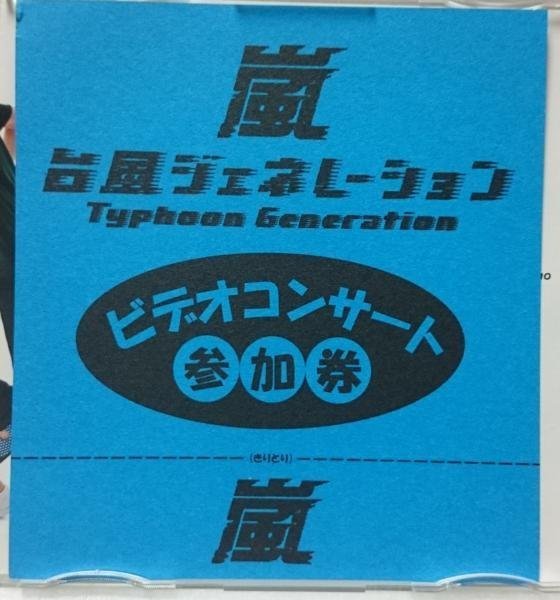 嵐
台風ジェネレーション
Typhoon Generation
ビデオコンサート
参加券
(きりとり)
嵐